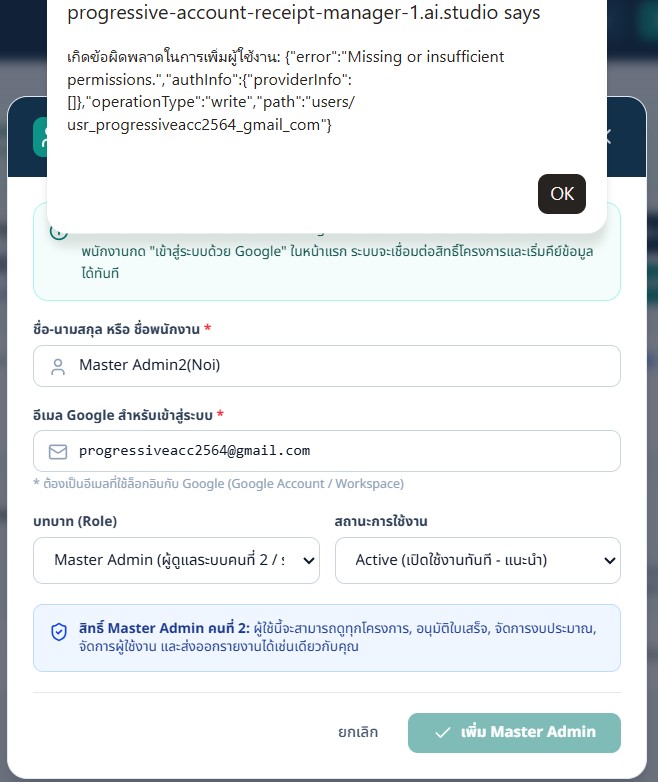 progressive-account-receipt-manager-1.ai.studio says
เกิดข้อผิดพลาดในการเพิ่มผู้ใช้งาน: {"error":"Missing or insufficient
permissions.","authInfo":{"providerInfo":
[]},"operationType":"write","path":"users/
usr_progressiveacc2564_gmail_com"}
OK
พนักงานกด "เข้าสู่ระบบด้วย Google" ในหน้าแรก ระบบจะเชื่อมต่อสิทธิ์โครงการและเริ่มคีย์ข้อมูล
ได้ทันที
ชื่อ-นามสกุล หรือ ชื่อพนักงาน *
Master Admin2(Noi)
อีเมล Google สำหรับเข้าสู่ระบบ *
progressiveacc2564@gmail.com
* ต้องเป็นอีเมลที่ใช้ล็อกอินกับ Google (Google Account / Workspace)
บทบาท (Role)
สถานะการใช้งาน
Master Admin (ผู้ดูแลระบบคนที่ 2 /
Active (เปิดใช้งานทันที - แนะนำ)
สิทธิ์ Master Admin คนที่ 2: ผู้ใช้นี้จะสามารถดูทุกโครงการ, อนุมัติใบเสร็จ, จัดการงบประมาณ,
จัดการผู้ใช้งาน และส่งออกรายงานได้เช่นเดียวกับคุณ
ยกเลิก
เพิ่ม Master Admin